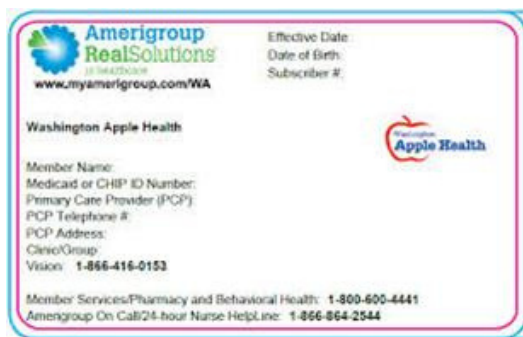 Amerigroup
RealSolutions
in healthcare
www.myamerigroup.com/WA
Effective Date:
Date of Birth:
Subscriber #:
Washington Apple Health
Washington
Apple Health
Member Name:
Medicaid or CHIP ID Number:
Primary Care Provider (PCP):
PCP Telephone #:
PCP Address:
Clinic/Group:
Vision: 1-866-416-0153
Member Services/Pharmacy and Behavioral Health: 1-800-600-4441
Amerigroup On Call/24-hour Nurse HelpLine: 1-866-864-2544